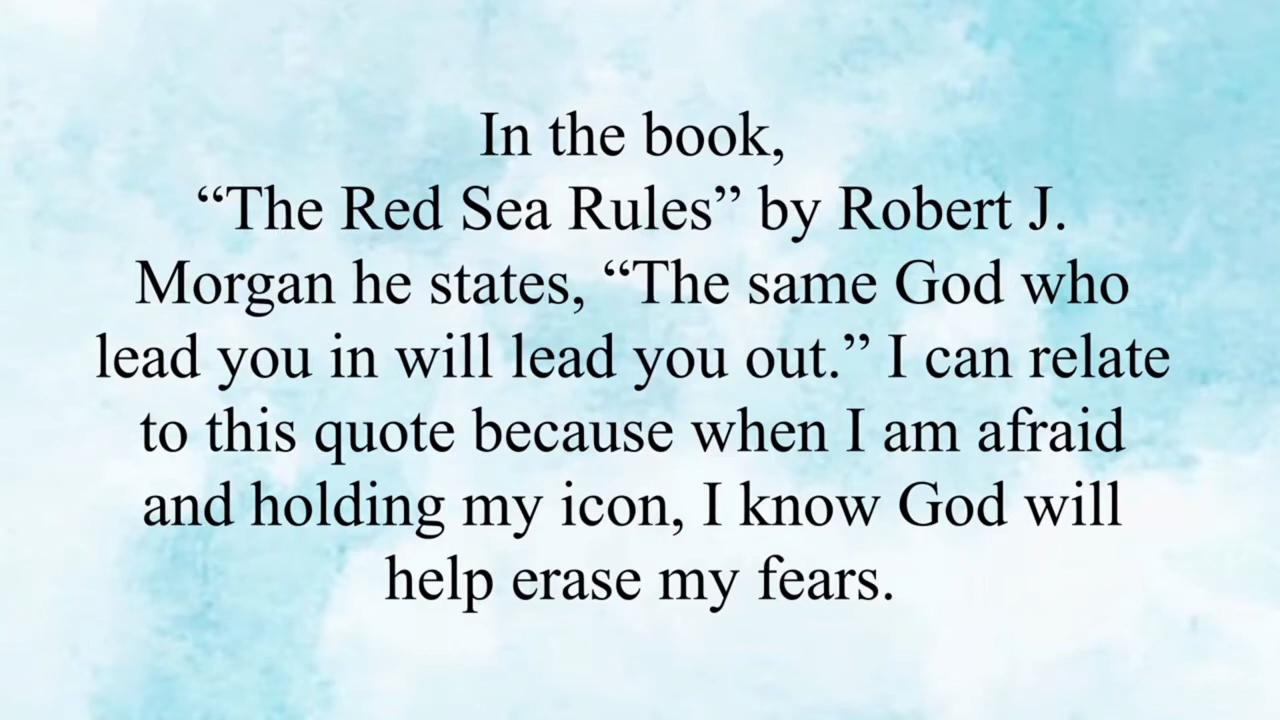 In the book,
“The Red Sea Rules” by Robert J.
Morgan he states, “The same God who
lead you in will lead you out.” I can relate
to this quote because when I am afraid
and holding my icon, I know God will
help erase my fears.